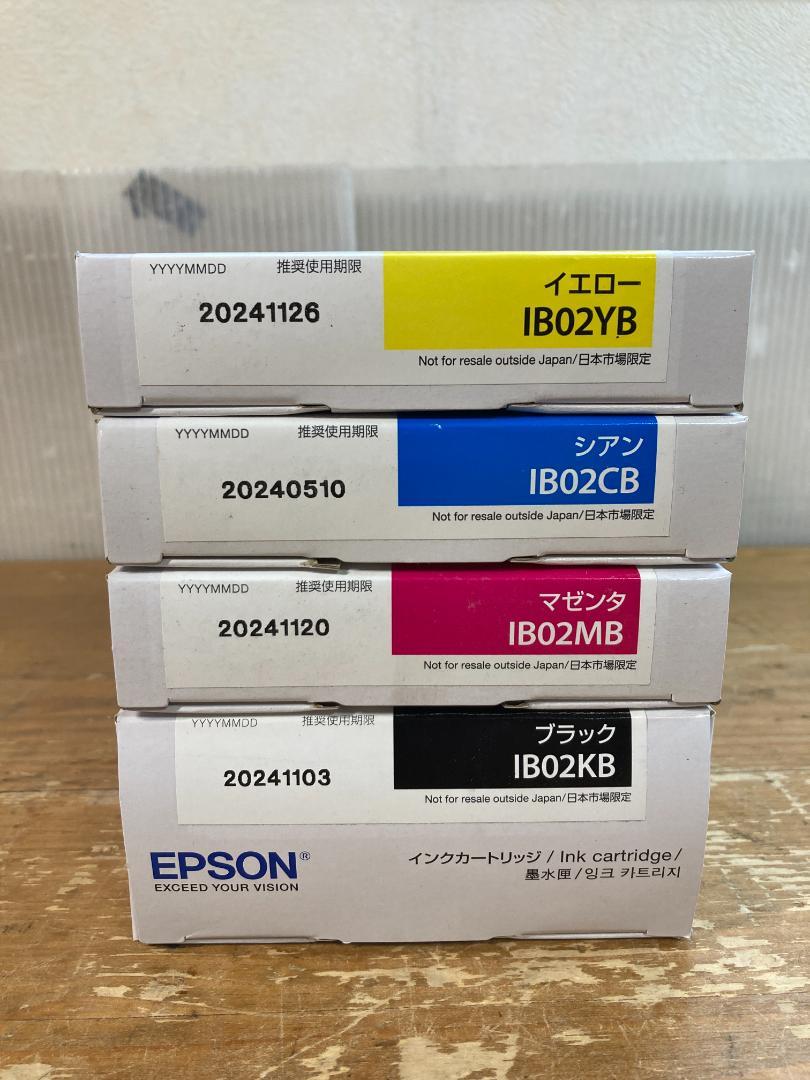 YYYYMMDD 推奨使用期限
20241126
イエロー
IB02YB
Not for resale outside Japan/日本市場限定
YYYYMMDD 推奨使用期限
20240510
シアン
IB02CB
Not for resale outside Japan/日本市場限定
YYYYMMDD 推奨使用期限
20241120
マゼンタ
IB02MB
Not for resale outside Japan/日本市場限定
YYYYMMDD 推奨使用期限
20241103
ブラック
IB02KB
Not for resale outside Japan/日本市場限定
EPSON®
EXCEED YOUR VISION
インクカートリッジ / Ink cartridge/
墨水匣/잉크 카트리지